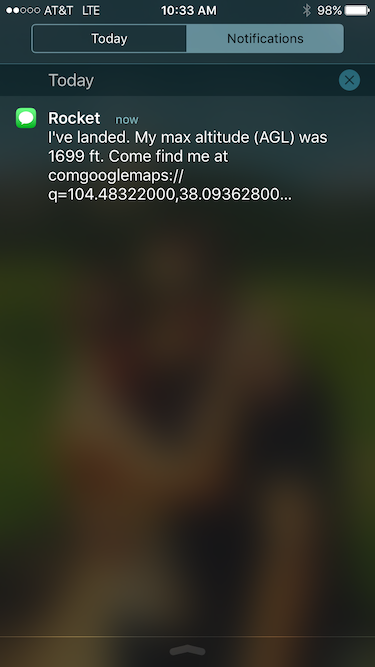 AT&T LTE 10:33 AM 98%
Today Notifications
Today
Rocket now
I've landed. My max altitude (AGL) was
1699 ft. Come find me at
comgooglemaps://
q=104.48322000,38.09362800...